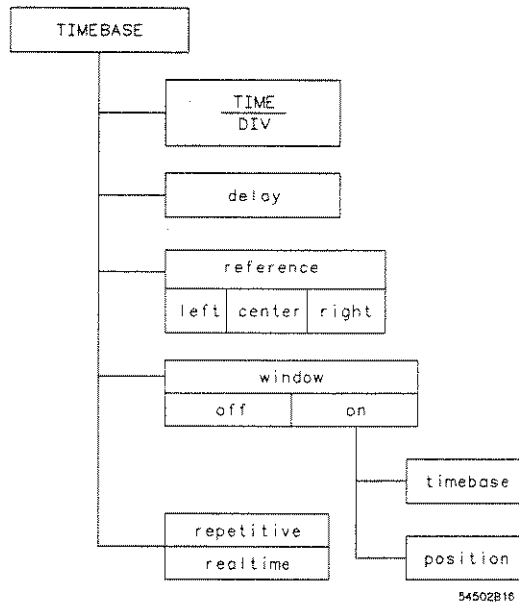 TIMEBASE
TIME
DIV
delay
reference
left center right
window
off on
timebase
repetitive
realtime
position
54502B16